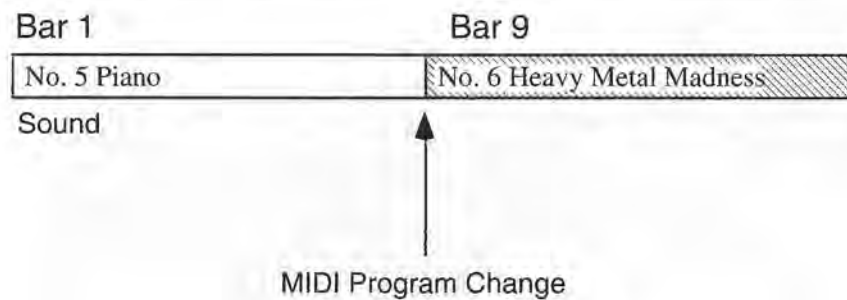 Bar 1 Bar 9
No. 5 Piano No. 6 Heavy Metal Madness
Sound
MIDI Program Change